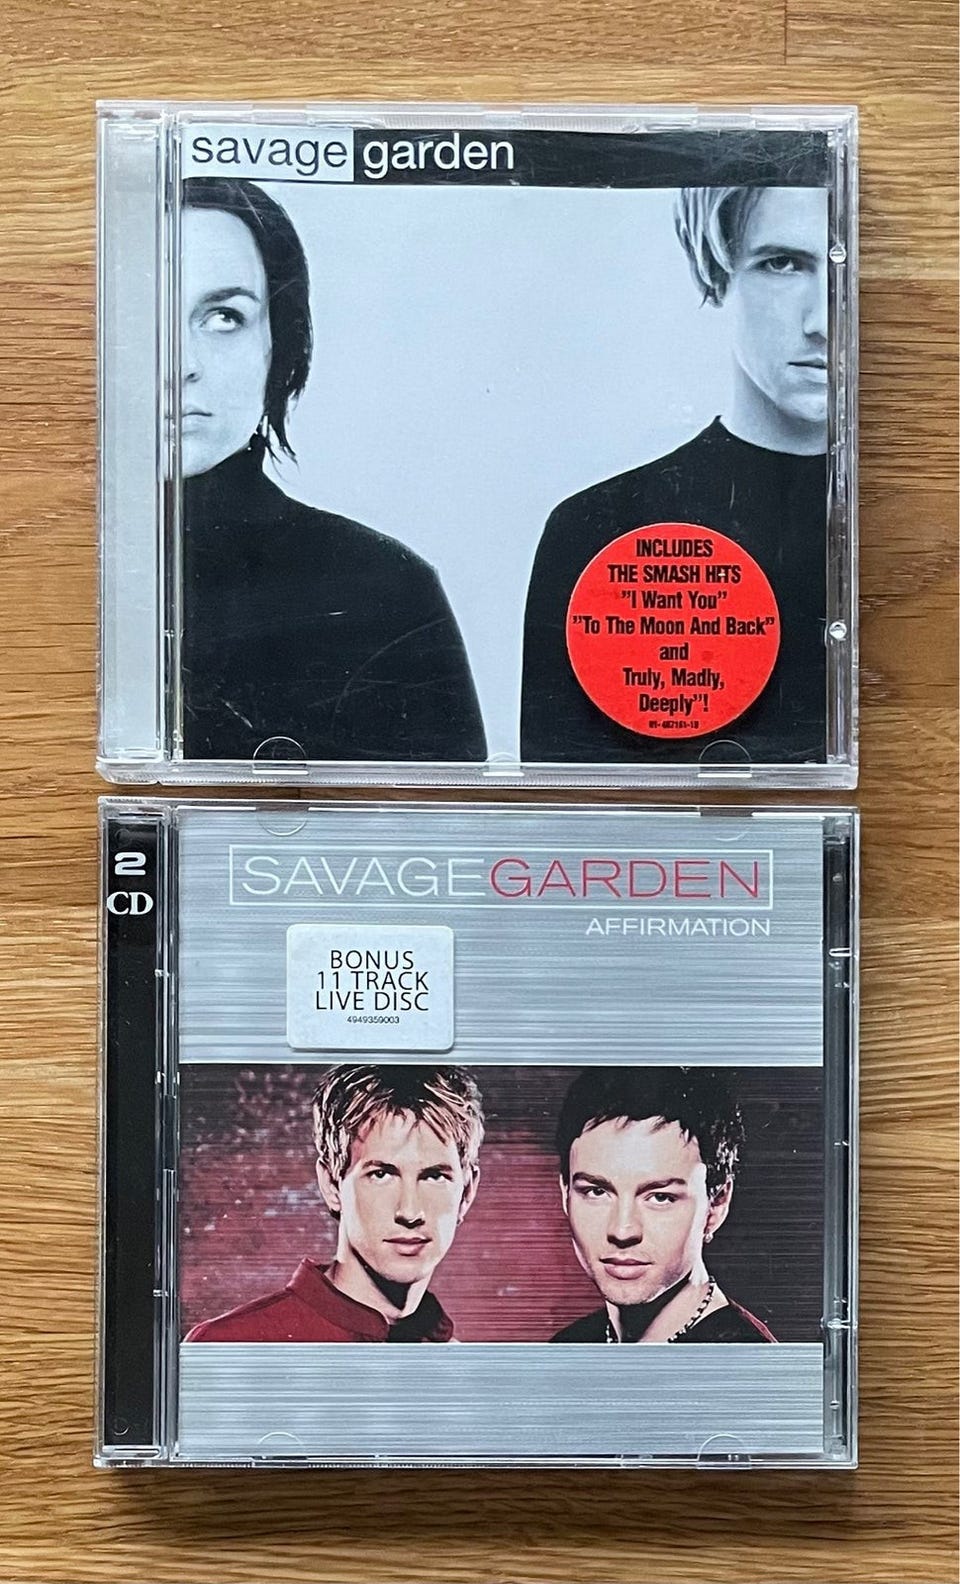 savage garden
INCLUDES
THE SMASH HITS
"I Want You"
"To The Moon And Back"
and
Truly, Madly,
Deeply"!
2
CD
SAVAGEGARDEN
AFFIRMATION
BONUS
11 TRACK
LIVE DISC
4949359003